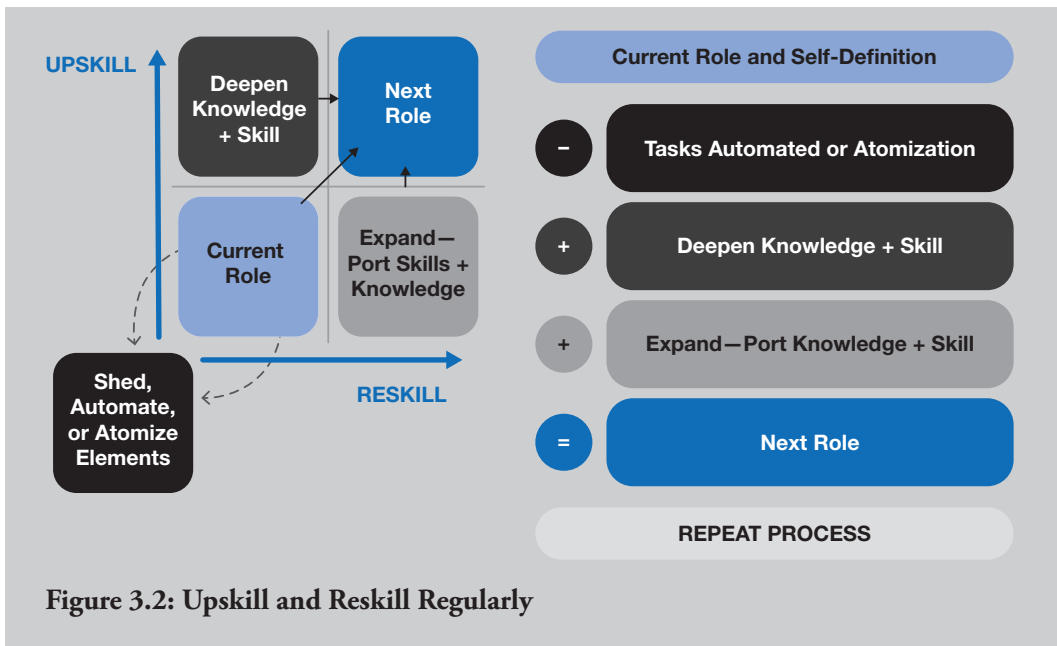 UPSKILL
Deepen
Knowledge
+ Skill
Next
Role
Current
Role
Expand—
Port Skills +
Knowledge
Shed,
Automate,
or Atomize
Elements
RESKILL
Current Role and Self-Definition
–
Tasks Automated or Atomization
+
Deepen Knowledge + Skill
+
Expand—Port Knowledge + Skill
=
Next Role
REPEAT PROCESS
Figure 3.2: Upskill and Reskill Regularly